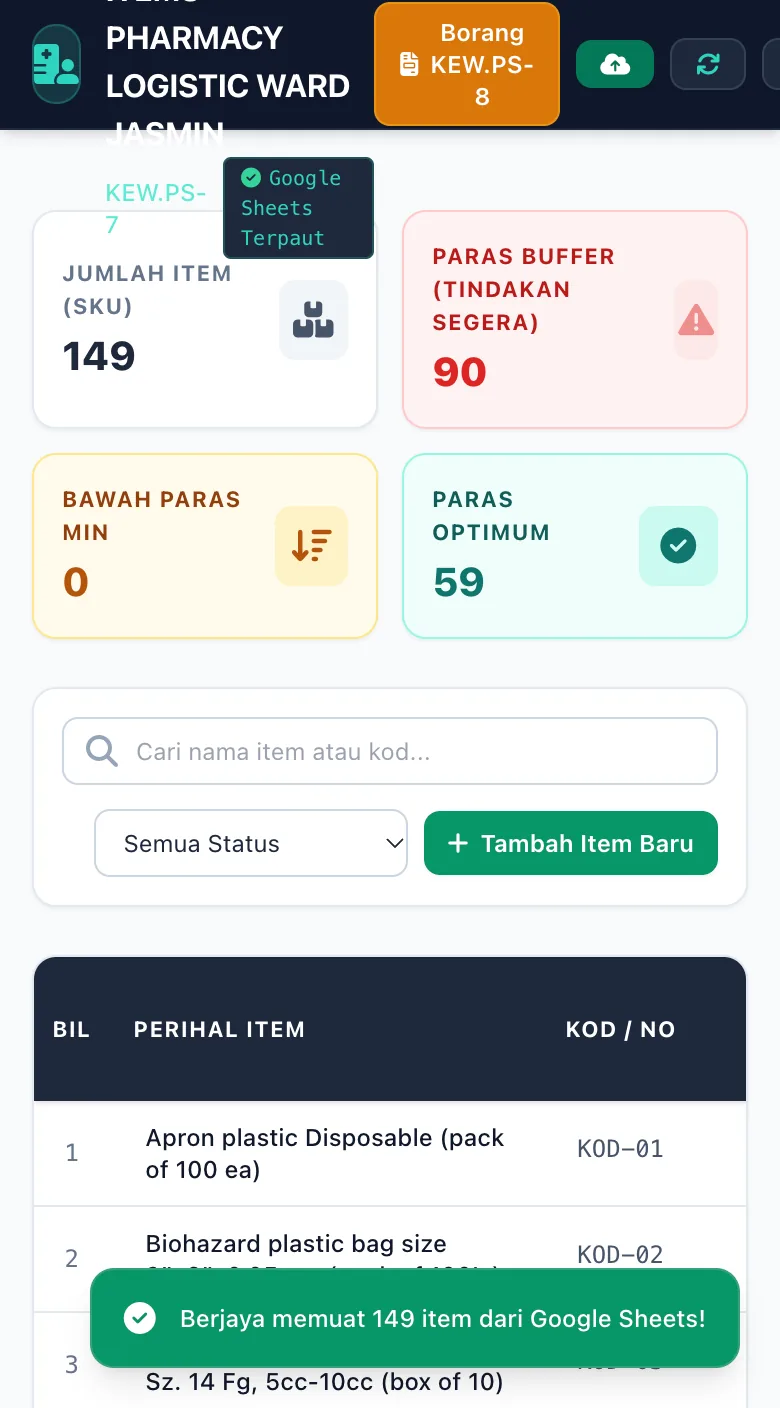 PHARMACY
LOGISTIC WARD
JASMIN
Borang
KEW.PS-
8
KEW.PS-
7
Google
Sheets
Terpaut
JUMLAH ITEM
(SKU)
149
PARAS BUFFER
(TINDAKAN
SEGERA)
90
BAWAH PARAS
MIN
0
PARAS
OPTIMUM
59
Cari nama item atau kod...
Semua Status
+ Tambah Item Baru
BIL PERIHAL ITEM KOD / NO
1 Apron plastic Disposable (pack
of 100 ea)
KOD-01
2 Biohazard plastic bag size
KOD-02
Berjaya memuat 149 item dari Google Sheets!
3
Sz. 14 Fg, 5cc-10cc (box of 10)